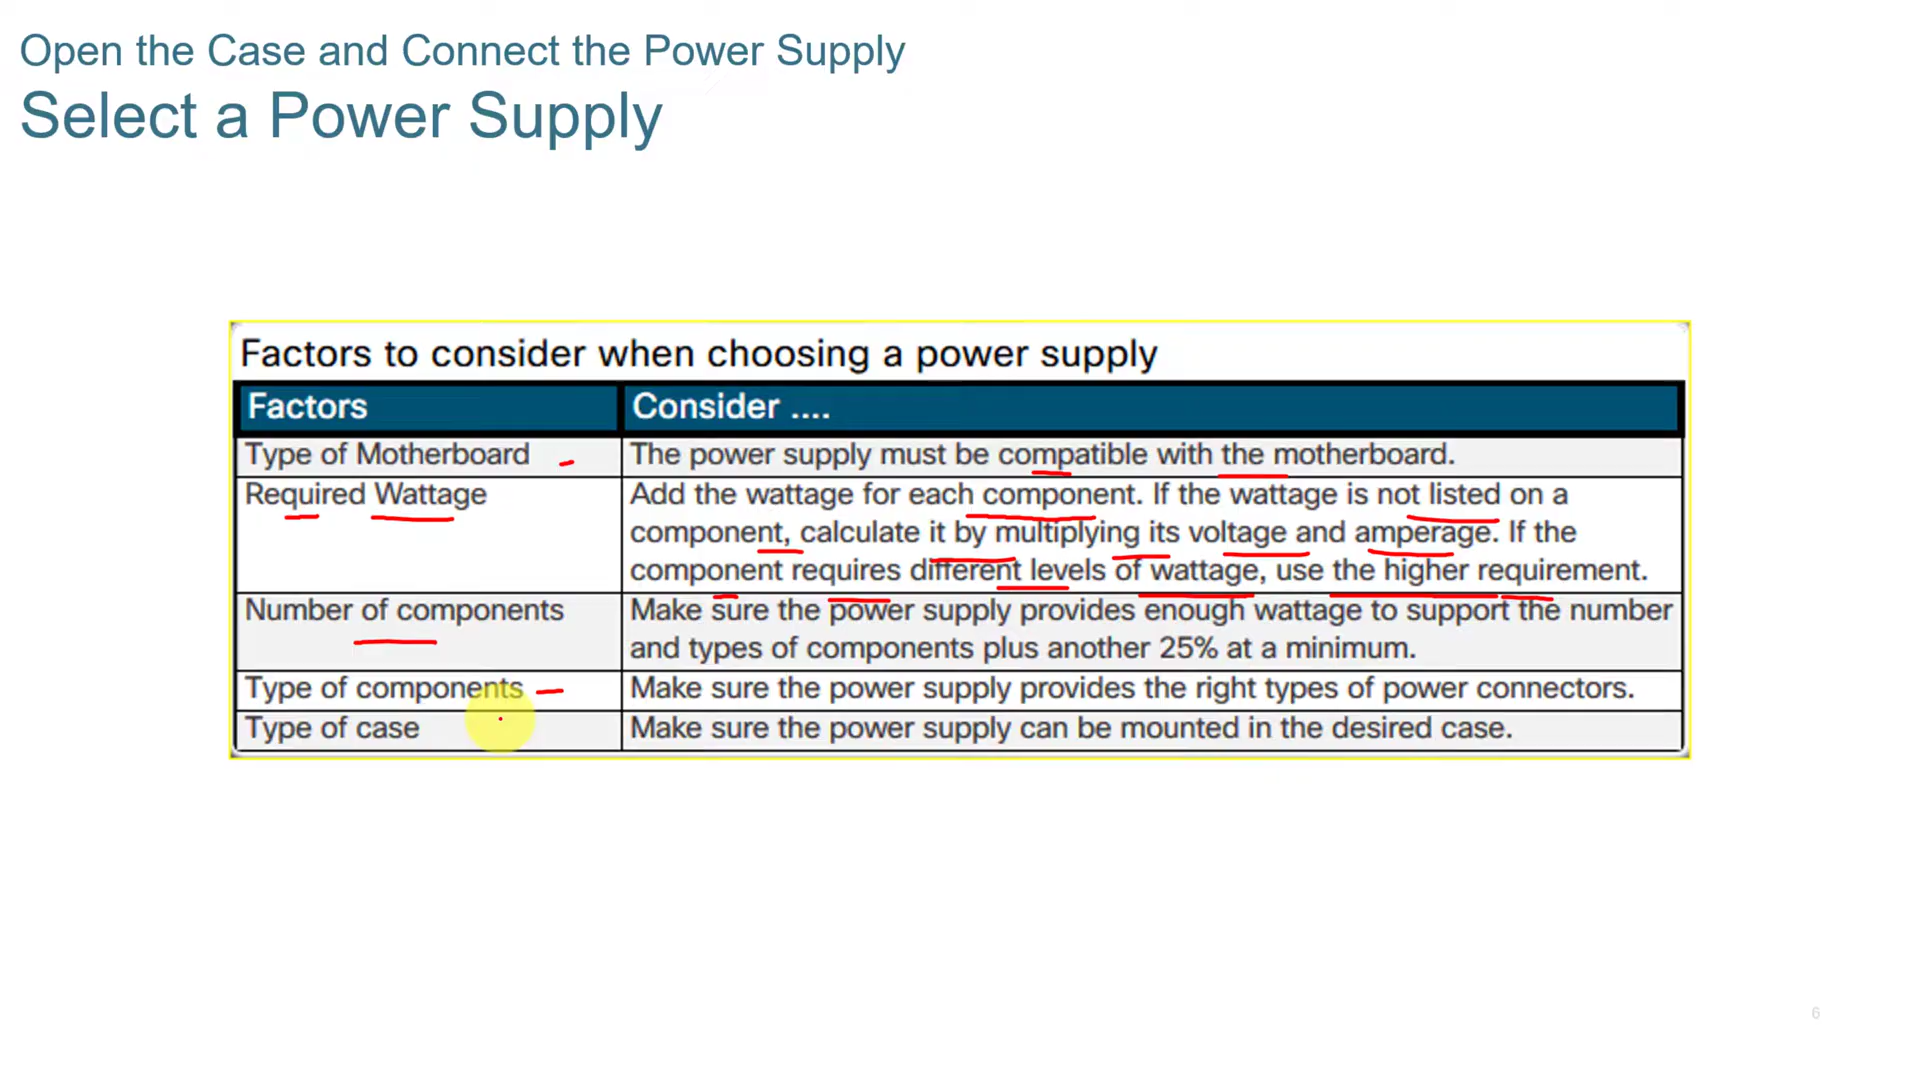 Open the Case and Connect the Power Supply
Select a Power Supply
Factors to consider when choosing a power supply
Factors
Consider ....
Type of Motherboard
The power supply must be compatible with the motherboard.
Required Wattage
Add the wattage for each component. If the wattage is not listed on a
component, calculate it by multiplying its voltage and amperage. If the
component requires different levels of wattage, use the higher requirement.
Number of components
Make sure the power supply provides enough wattage to support the number
and types of components plus another 25% at a minimum.
Type of components
Make sure the power supply provides the right types of power connectors.
Type of case
Make sure the power supply can be mounted in the desired case.
6